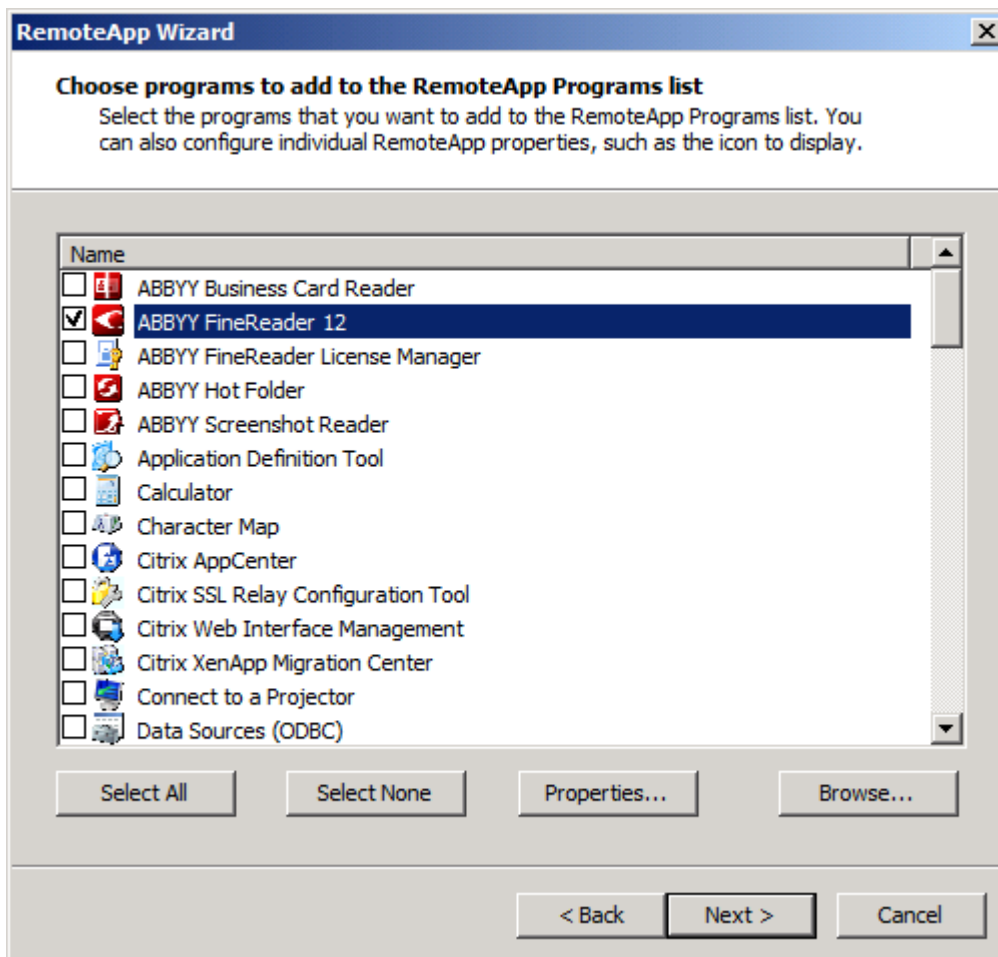 RemoteApp Wizard
Choose programs to add to the RemoteApp Programs list
Select the programs that you want to add to the RemoteApp Programs list. You
can also configure individual RemoteApp properties, such as the icon to display.
Name
ABBYY Business Card Reader
ABBYY FineReader 12
ABBYY FineReader License Manager
ABBYY Hot Folder
ABBYY Screenshot Reader
Application Definition Tool
Calculator
Character Map
Citrix AppCenter
Citrix SSL Relay Configuration Tool
Citrix Web Interface Management
Citrix XenApp Migration Center
Connect to a Projector
Data Sources (ODBC)
Select All Select None Properties... Browse...
< Back Next > Cancel